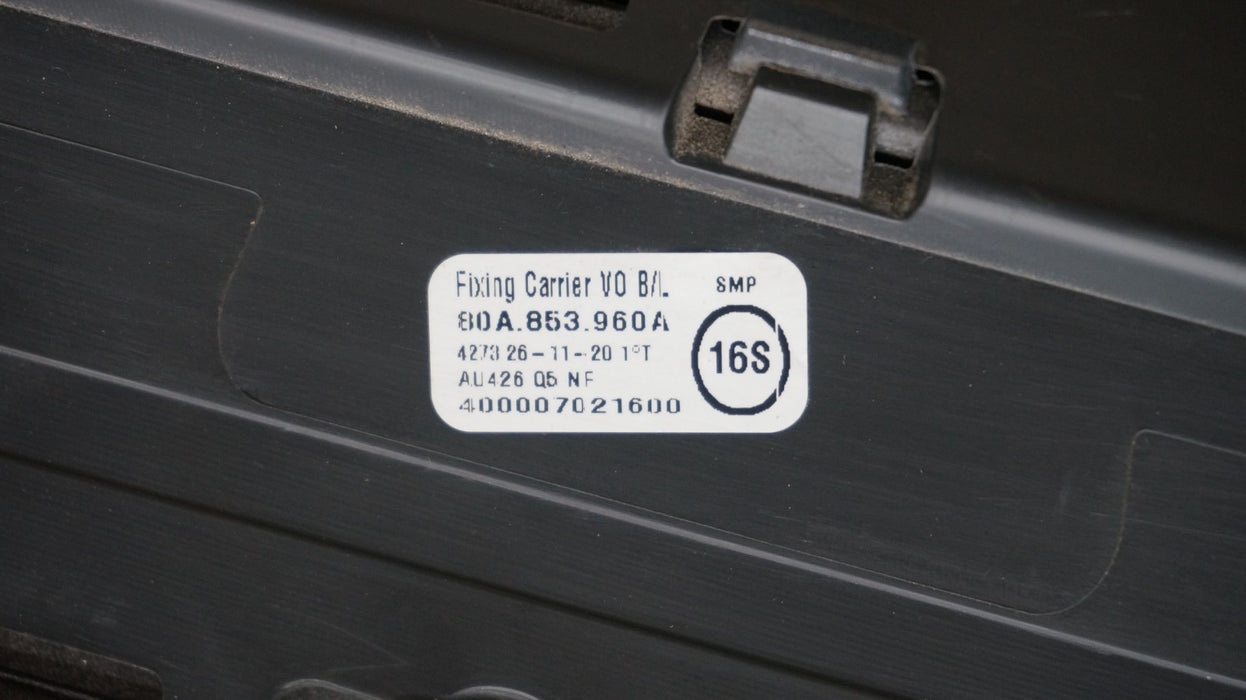 Fixing Carrier VO B/L
SMP
80A.853.960A
16S
4273 26-11-20 1°T
AU426 Q5 NF
400007021600